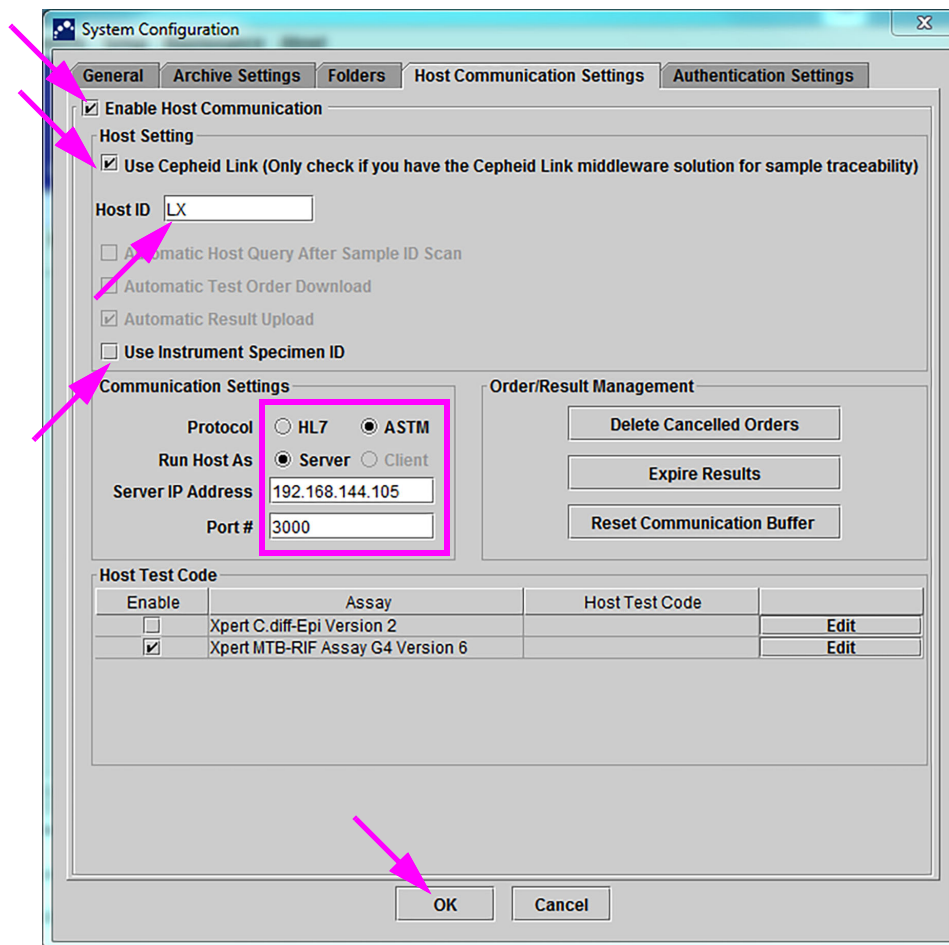 System Configuration
General Archive Settings Folders Host Communication Settings Authentication Settings
Enable Host Communication
Host Setting
Use Cepheid Link (Only check if you have the Cepheid Link middleware solution for sample traceability)
Host ID LX
Automatic Host Query After Sample ID Scan
Automatic Test Order Download
Automatic Result Upload
Use Instrument Specimen ID
Communication Settings
Protocol HL7 ASTM
Run Host As Server Client
Server IP Address 192.168.144.105
Port # 3000
Order/Result Management
Delete Cancelled Orders
Expire Results
Reset Communication Buffer
Host Test Code
Enable Assay Host Test Code
Xpert C.diff-Epi Version 2 Edit
Xpert MTB-RIF Assay G4 Version 6 Edit
OK Cancel